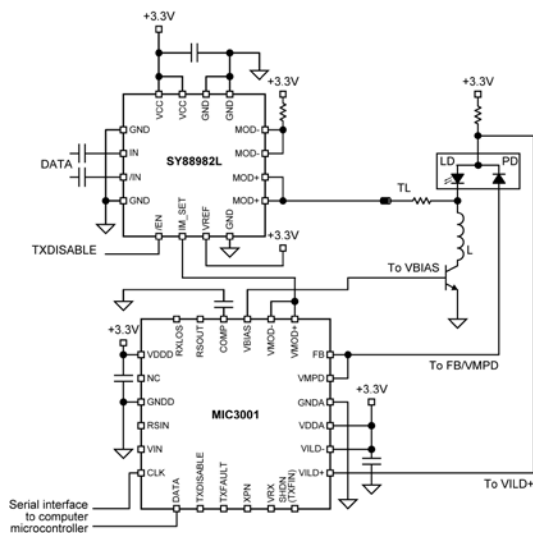 +3.3V
VCC
VCC
GND
GND
+3.3V
+3.3V
GND
IN
/IN
GND
DATA
SY88982L
MOD-
MOD-
MOD+
MOD+
/EN
IM_SET
VREF
GND
LD
PD
TL
L
TXDISABLE
+3.3V
To VBIAS
+3.3V
RXLOS
RSOUT
COMP
VBIAS
VMOD-
VMOD+
VDDD
NC
GNDD
RSIN
VIN
CLK
MIC3001
FB
VMPD
GNDA
VDDA
VILD-
VILD+
To FB/VMPD
+3.3V
To VILD+
DATA
TXDISABLE
TXFAULT
XPN
VRX
SHDN
(TXFIN)
Serial interface
to computer
microcontroller